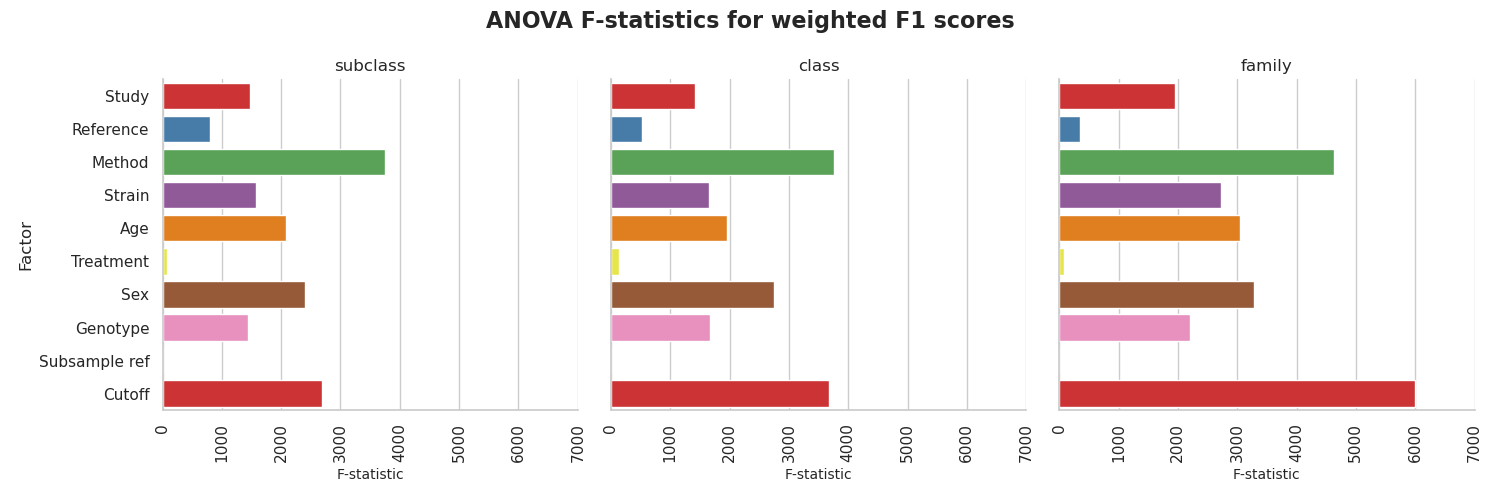 ANOVA F-statistics for weighted F1 scores
subclass
class
family
Factor
Study
Reference
Method
Strain
Age
Treatment
Sex
Genotype
Subsample ref
Cutoff
0 1000 2000 3000 4000 5000 6000 7000
0 1000 2000 3000 4000 5000 6000 7000
0 1000 2000 3000 4000 5000 6000 7000
F-statistic
F-statistic
F-statistic